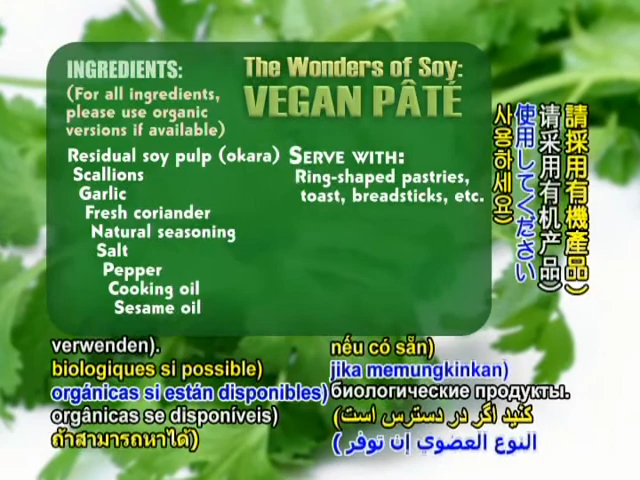 The Wonders of Soy:
VEGAN PÂTÉ
INGREDIENTS:
(For all ingredients,
please use organic
versions if available)
Residual soy pulp (okara)
Scallions
Garlic
Fresh coriander
Natural seasoning
Salt
Pepper
Cooking oil
Sesame oil
SERVE WITH:
Ring-shaped pastries,
toast, breadsticks, etc.
請採用有機產品)
请采用有机产品)
使用してください
사용하세요)
verwenden).
biologiques si possible)
orgánicas si están disponibles)
orgânicas se disponíveis)
ถ้าสามารถหาได้)
nếu có sẵn)
jika memungkinkan)
биологические продукты.
کنید اگر در دسترس است)
النوع العضوي إن توفر )